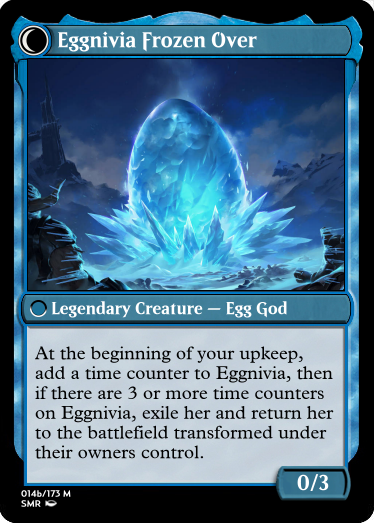 Eggnivia Frozen Over
Legendary Creature — Egg God
At the beginning of your upkeep,
add a time counter to Eggnivia, then
if there are 3 or more time counters
on Eggnivia, exile her and return her
to the battlefield transformed under
their owners control.
0/3
014b/173 M
SMR